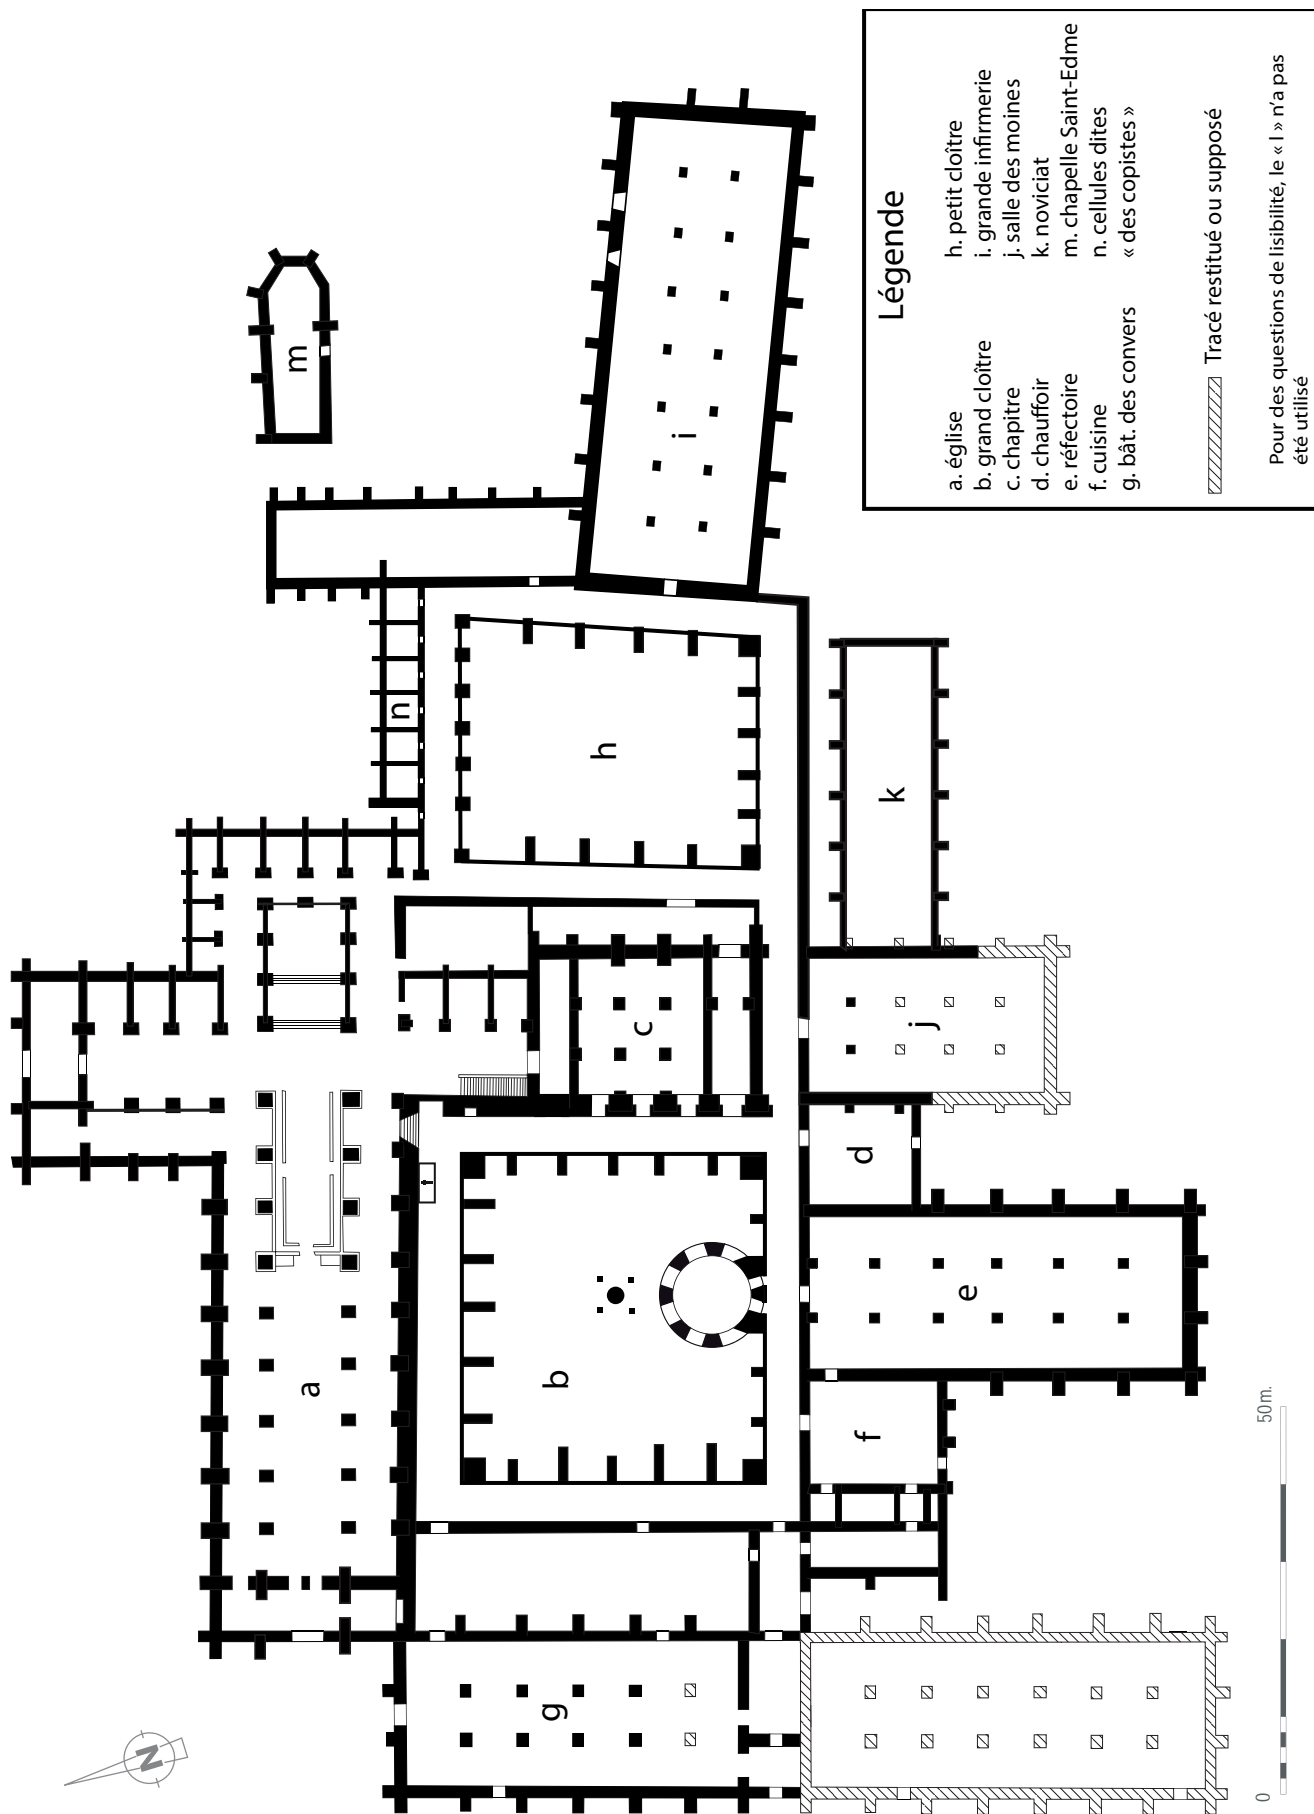 Légende
a. église
b. grand cloître
c. chapitre
d. chauffoir
e. réfectoire
f. cuisine
g. bât. des convers
h. petit cloître
i. grande infirmerie
j. salle des moines
k. noviciat
m. chapelle Saint-Edme
n. cellules dites
« des copistes »
Tracé restitué ou supposé
Pour des questions de lisibilité, le « l » n'a pas
été utilisé
m
i
n
h
k
c
j
d
e
b
a
f
g
N
0
50 m.